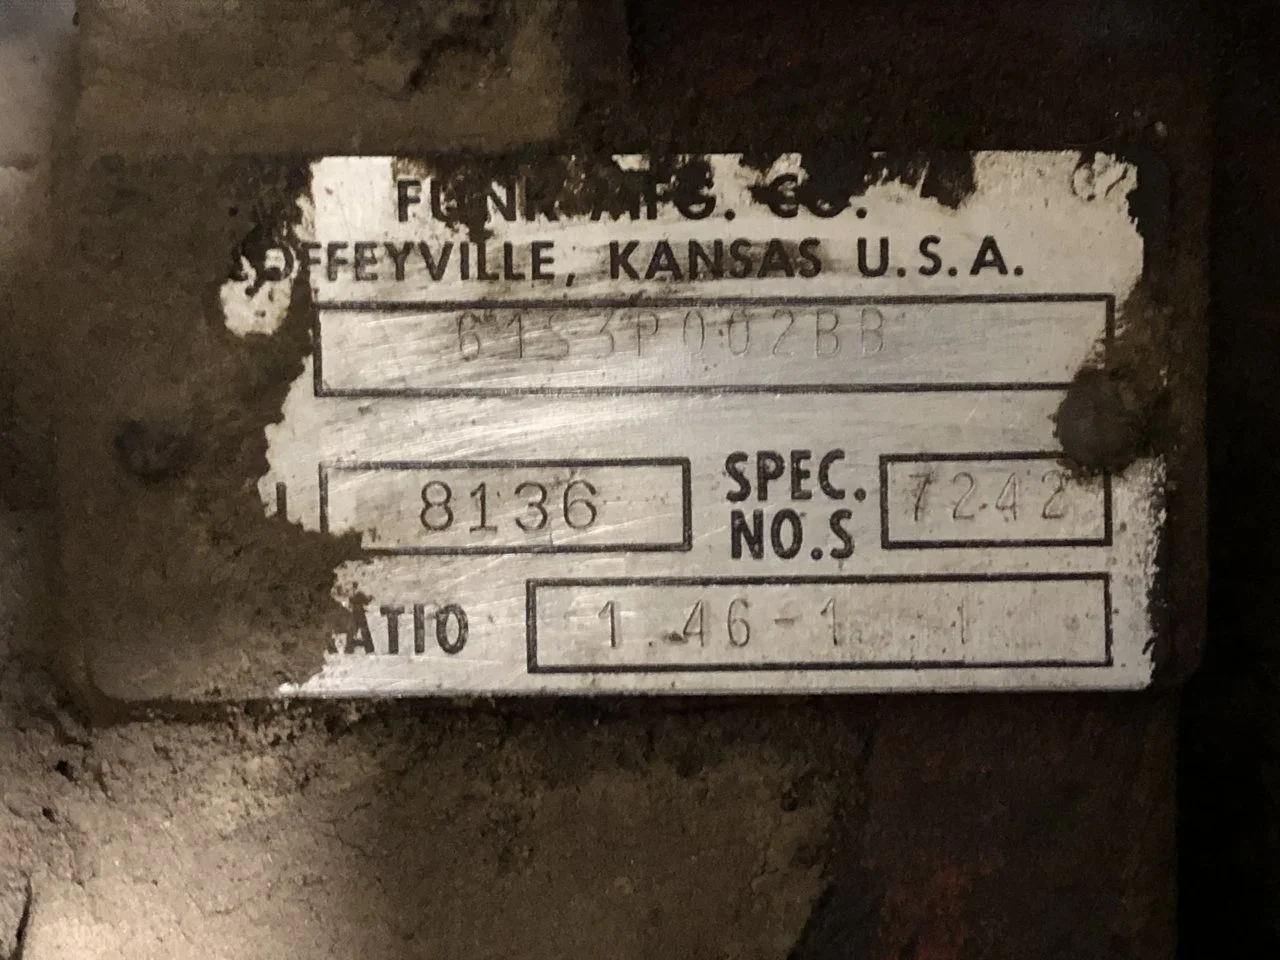 FUNK MFG. CO.
COFFEYVILLE, KANSAS U.S.A.
61S3P002BB
8136 SPEC. NO.S 7242
RATIO 1.46-1